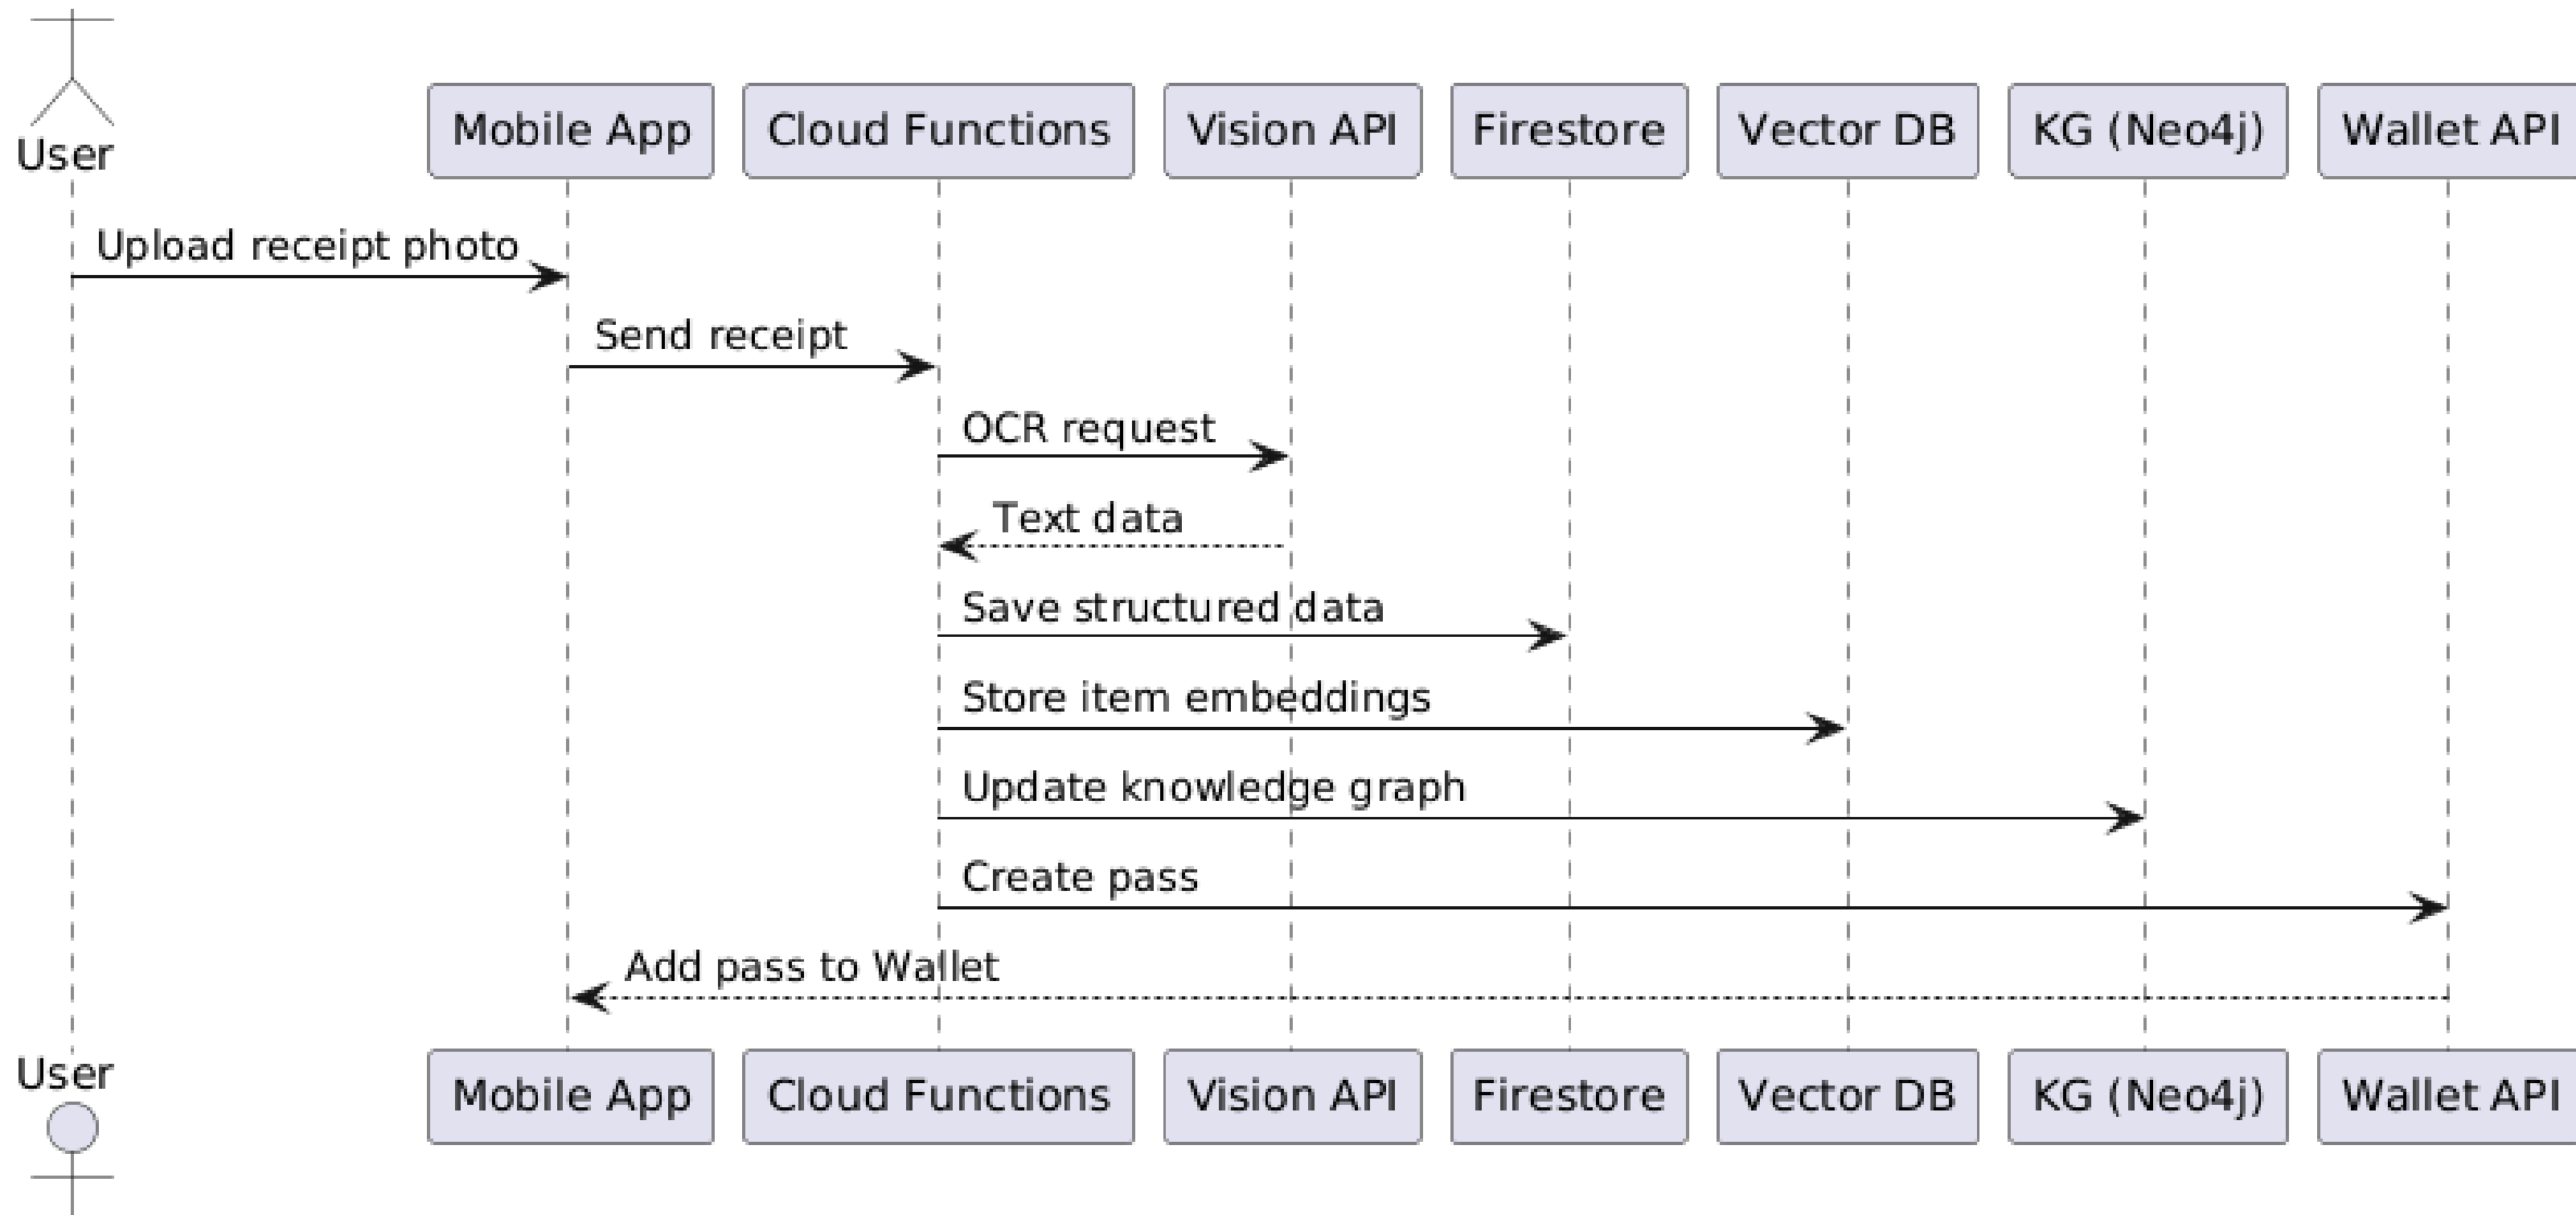 User
Mobile App
Cloud Functions
Vision API
Firestore
Vector DB
KG (Neo4j)
Wallet API
Upload receipt photo
Send receipt
OCR request
Text data
Save structured data
Store item embeddings
Update knowledge graph
Create pass
Add pass to Wallet
User
Mobile App
Cloud Functions
Vision API
Firestore
Vector DB
KG (Neo4j)
Wallet API